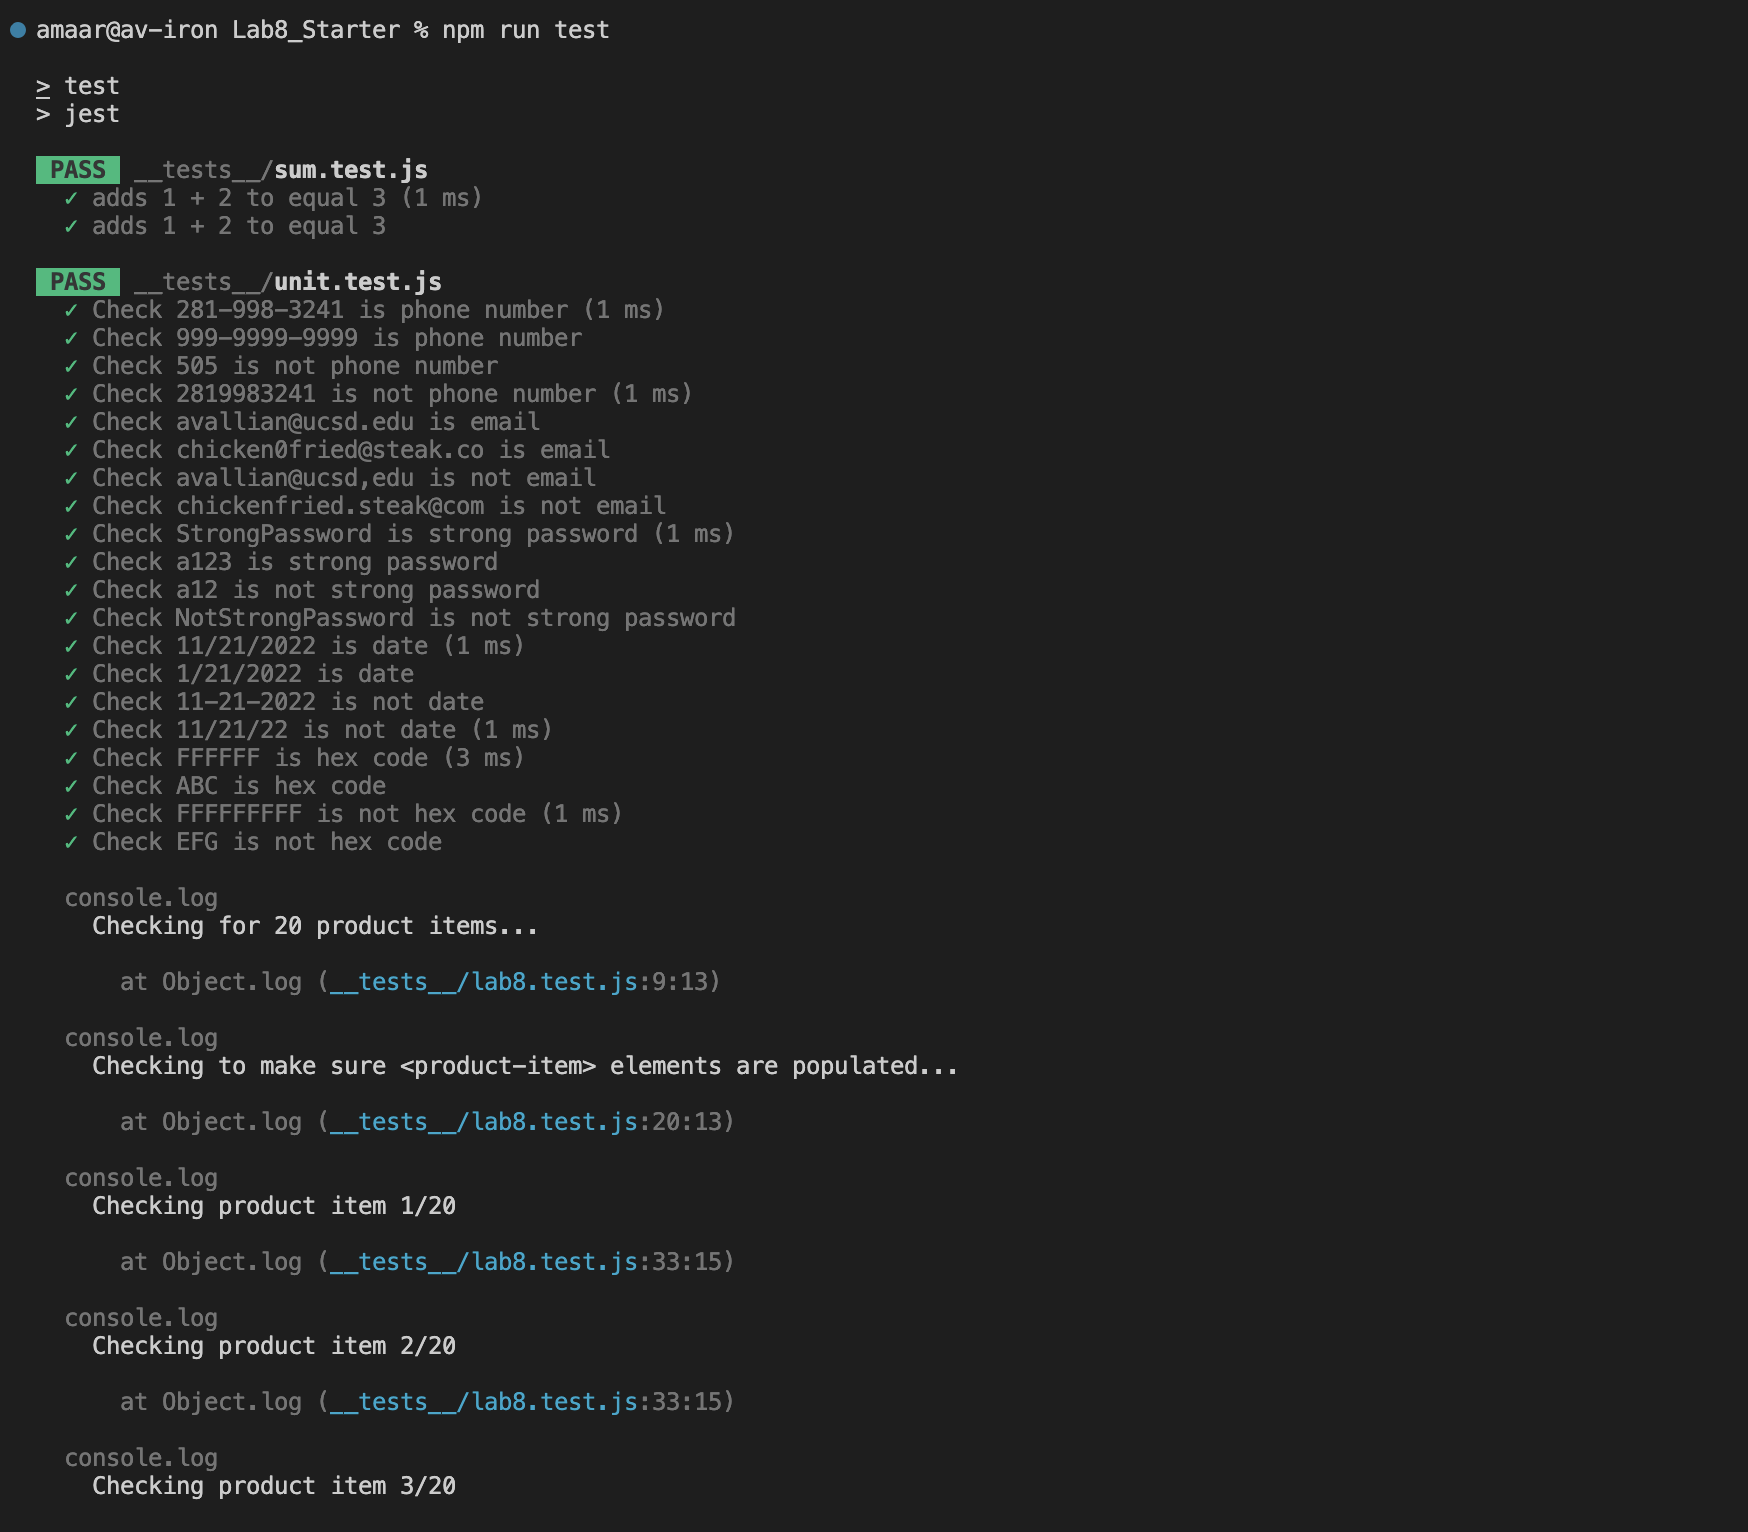 amaar@av-iron Lab8_Starter % npm run test
> test
> jest
PASS __tests__/sum.test.js
✓ adds 1 + 2 to equal 3 (1 ms)
✓ adds 1 + 2 to equal 3
PASS __tests__/unit.test.js
✓ Check 281-998-3241 is phone number (1 ms)
✓ Check 999-9999-9999 is phone number
✓ Check 505 is not phone number
✓ Check 2819983241 is not phone number (1 ms)
✓ Check avallian@ucsd.edu is email
✓ Check chicken0fried@steak.co is email
✓ Check avallian@ucsd,edu is not email
✓ Check chickenfried.steak@com is not email
✓ Check StrongPassword is strong password (1 ms)
✓ Check a123 is strong password
✓ Check a12 is not strong password
✓ Check NotStrongPassword is not strong password
✓ Check 11/21/2022 is date (1 ms)
✓ Check 1/21/2022 is date
✓ Check 11-21-2022 is not date
✓ Check 11/21/22 is not date (1 ms)
✓ Check FFFFFF is hex code (3 ms)
✓ Check ABC is hex code
✓ Check FFFFFFFFF is not hex code (1 ms)
✓ Check EFG is not hex code
console.log
Checking for 20 product items...
at Object.log (__tests__/lab8.test.js:9:13)
console.log
Checking to make sure <product-item> elements are populated...
at Object.log (__tests__/lab8.test.js:20:13)
console.log
Checking product item 1/20
at Object.log (__tests__/lab8.test.js:33:15)
console.log
Checking product item 2/20
at Object.log (__tests__/lab8.test.js:33:15)
console.log
Checking product item 3/20